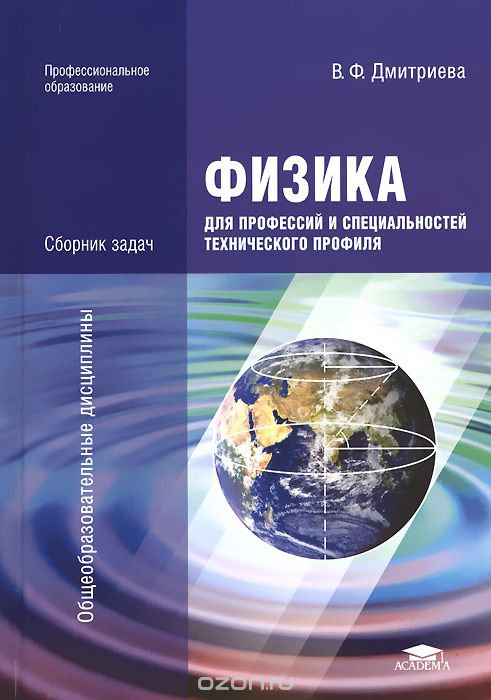 Профессиональное
образование
В. Ф. Дмитриева
ФИЗИКА
ДЛЯ ПРОФЕССИЙ И СПЕЦИАЛЬНОСТЕЙ
ТЕХНИЧЕСКОГО ПРОФИЛЯ
Сборник задач
Общеобразовательные дисциплины
ACADEMA
ozon.ru